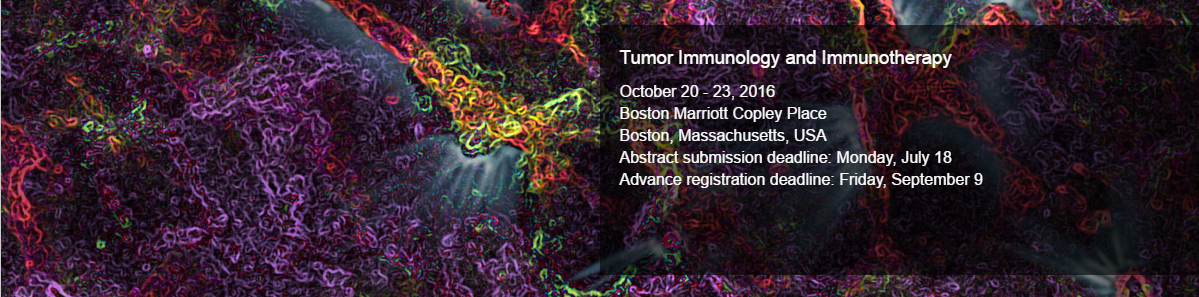 Tumor Immunology and Immunotherapy
October 20 - 23, 2016
Boston Marriott Copley Place
Boston, Massachusetts, USA
Abstract submission deadline: Monday, July 18
Advance registration deadline: Friday, September 9